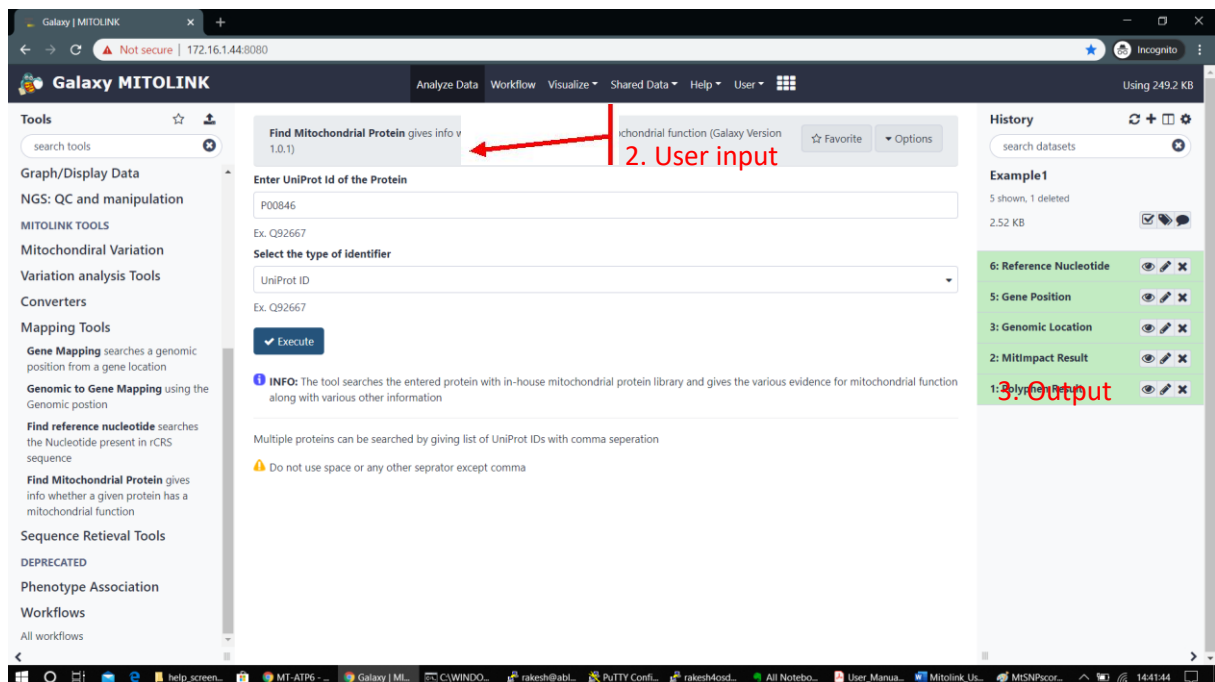 Galaxy | MITOLINK
Not secure | 172.16.1.44:8080
Incognito
Galaxy MITOLINK
Analyze Data Workflow Visualize Shared Data Help User
Using 249.2 KB
Tools
search tools
Graph/Display Data
NGS: QC and manipulation
MITOLINK TOOLS
Mitochondiral Variation
Variation analysis Tools
Converters
Mapping Tools
Gene Mapping searches a genomic
position from a gene location
Genomic to Gene Mapping using the
Genomic postion
Find reference nucleotide searches
the Nucleotide present in rCRS
sequence
Find Mitochondrial Protein gives
info whether a given protein has a
mitochondrial function
Sequence Retieval Tools
DEPRECATED
Phenotype Association
Workflows
All workflows
Find Mitochondrial Protein gives info function (Galaxy Version
1.0.1)
Favorite
Options
2. User input
Enter UniProt Id of the Protein
P00846
Ex. Q92667
Select the type of identifier
UniProt ID
Ex. Q92667
Execute
INFO: The tool searches the entered protein with in-house mitochondrial protein library and gives the various evidence for mitochondrial function
along with various other information
Multiple proteins can be searched by giving list of UniProt IDs with comma seperation
Do not use space or any other seprator except comma
History
search datasets
Example1
5 shown, 1 deleted
2.52 KB
6: Reference Nucleotide
5: Gene Position
3: Genomic Location
2: MitImpact Result
1: Polyphen Result
3. Output
help_screen... MT-ATP6 - ... Galaxy | MI... C:\WINDO... rakesh@abl... PuTTY Confi... rakesh4osd... All Notebo... User_Manua... Mitolink_Us... MtSNPscor... 14:41:44